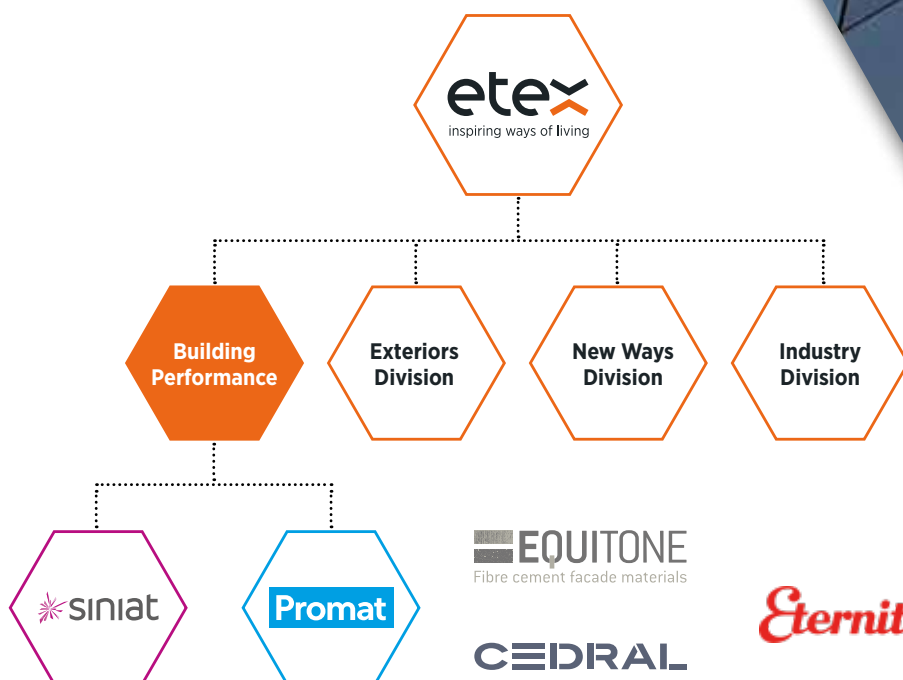 etex
inspiring ways of living
Building
Performance
Exteriors
Division
New Ways
Division
Industry
Division
siniat
Promat
EQUITONE
Fibre cement facade materials
CEDRAL
Eternit